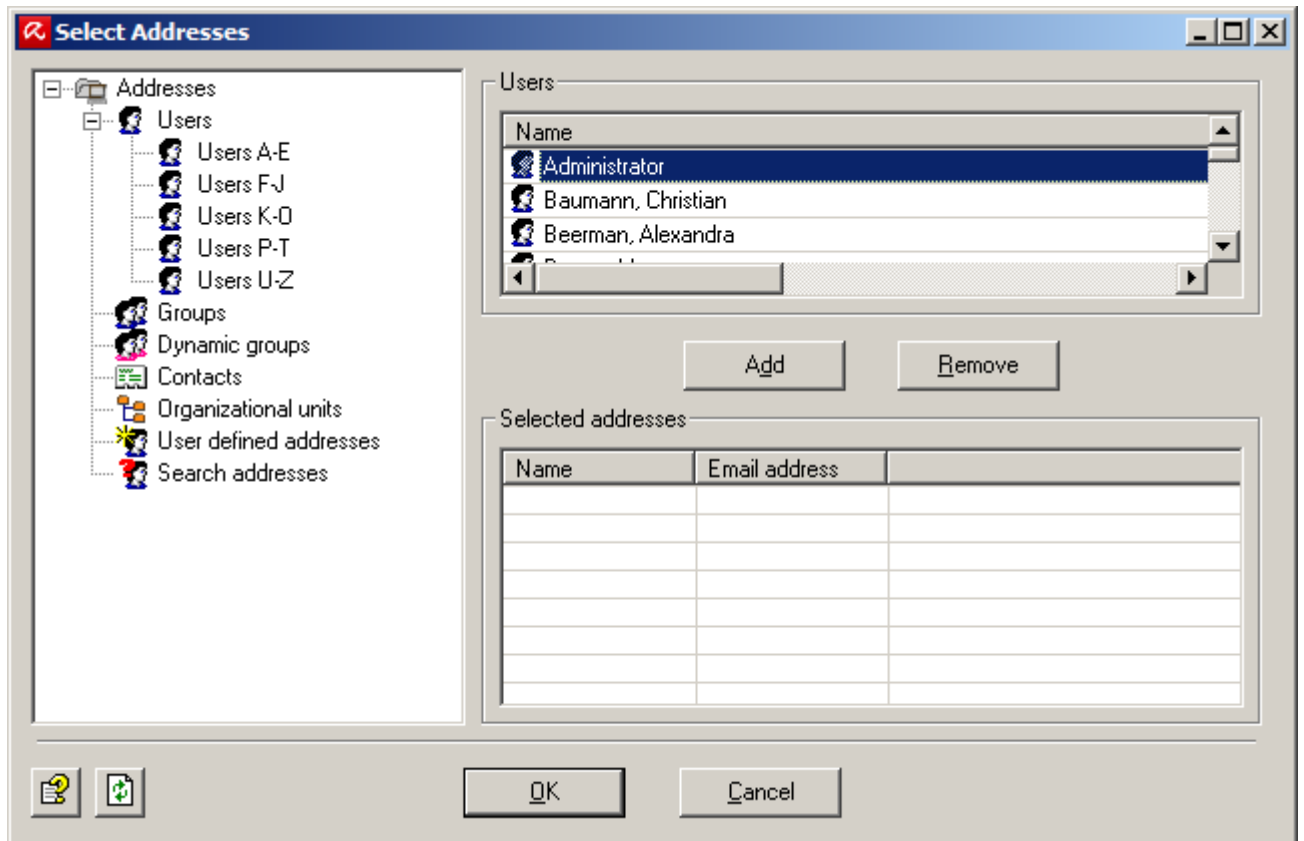 Select Addresses
Addresses
Users
Users A-E
Users F-J
Users K-O
Users P-T
Users U-Z
Groups
Dynamic groups
Contacts
Organizational units
User defined addresses
Search addresses
Users
Name
Administrator
Baumann, Christian
Beerman, Alexandra
Add
Remove
Selected addresses
Name Email address
OK
Cancel